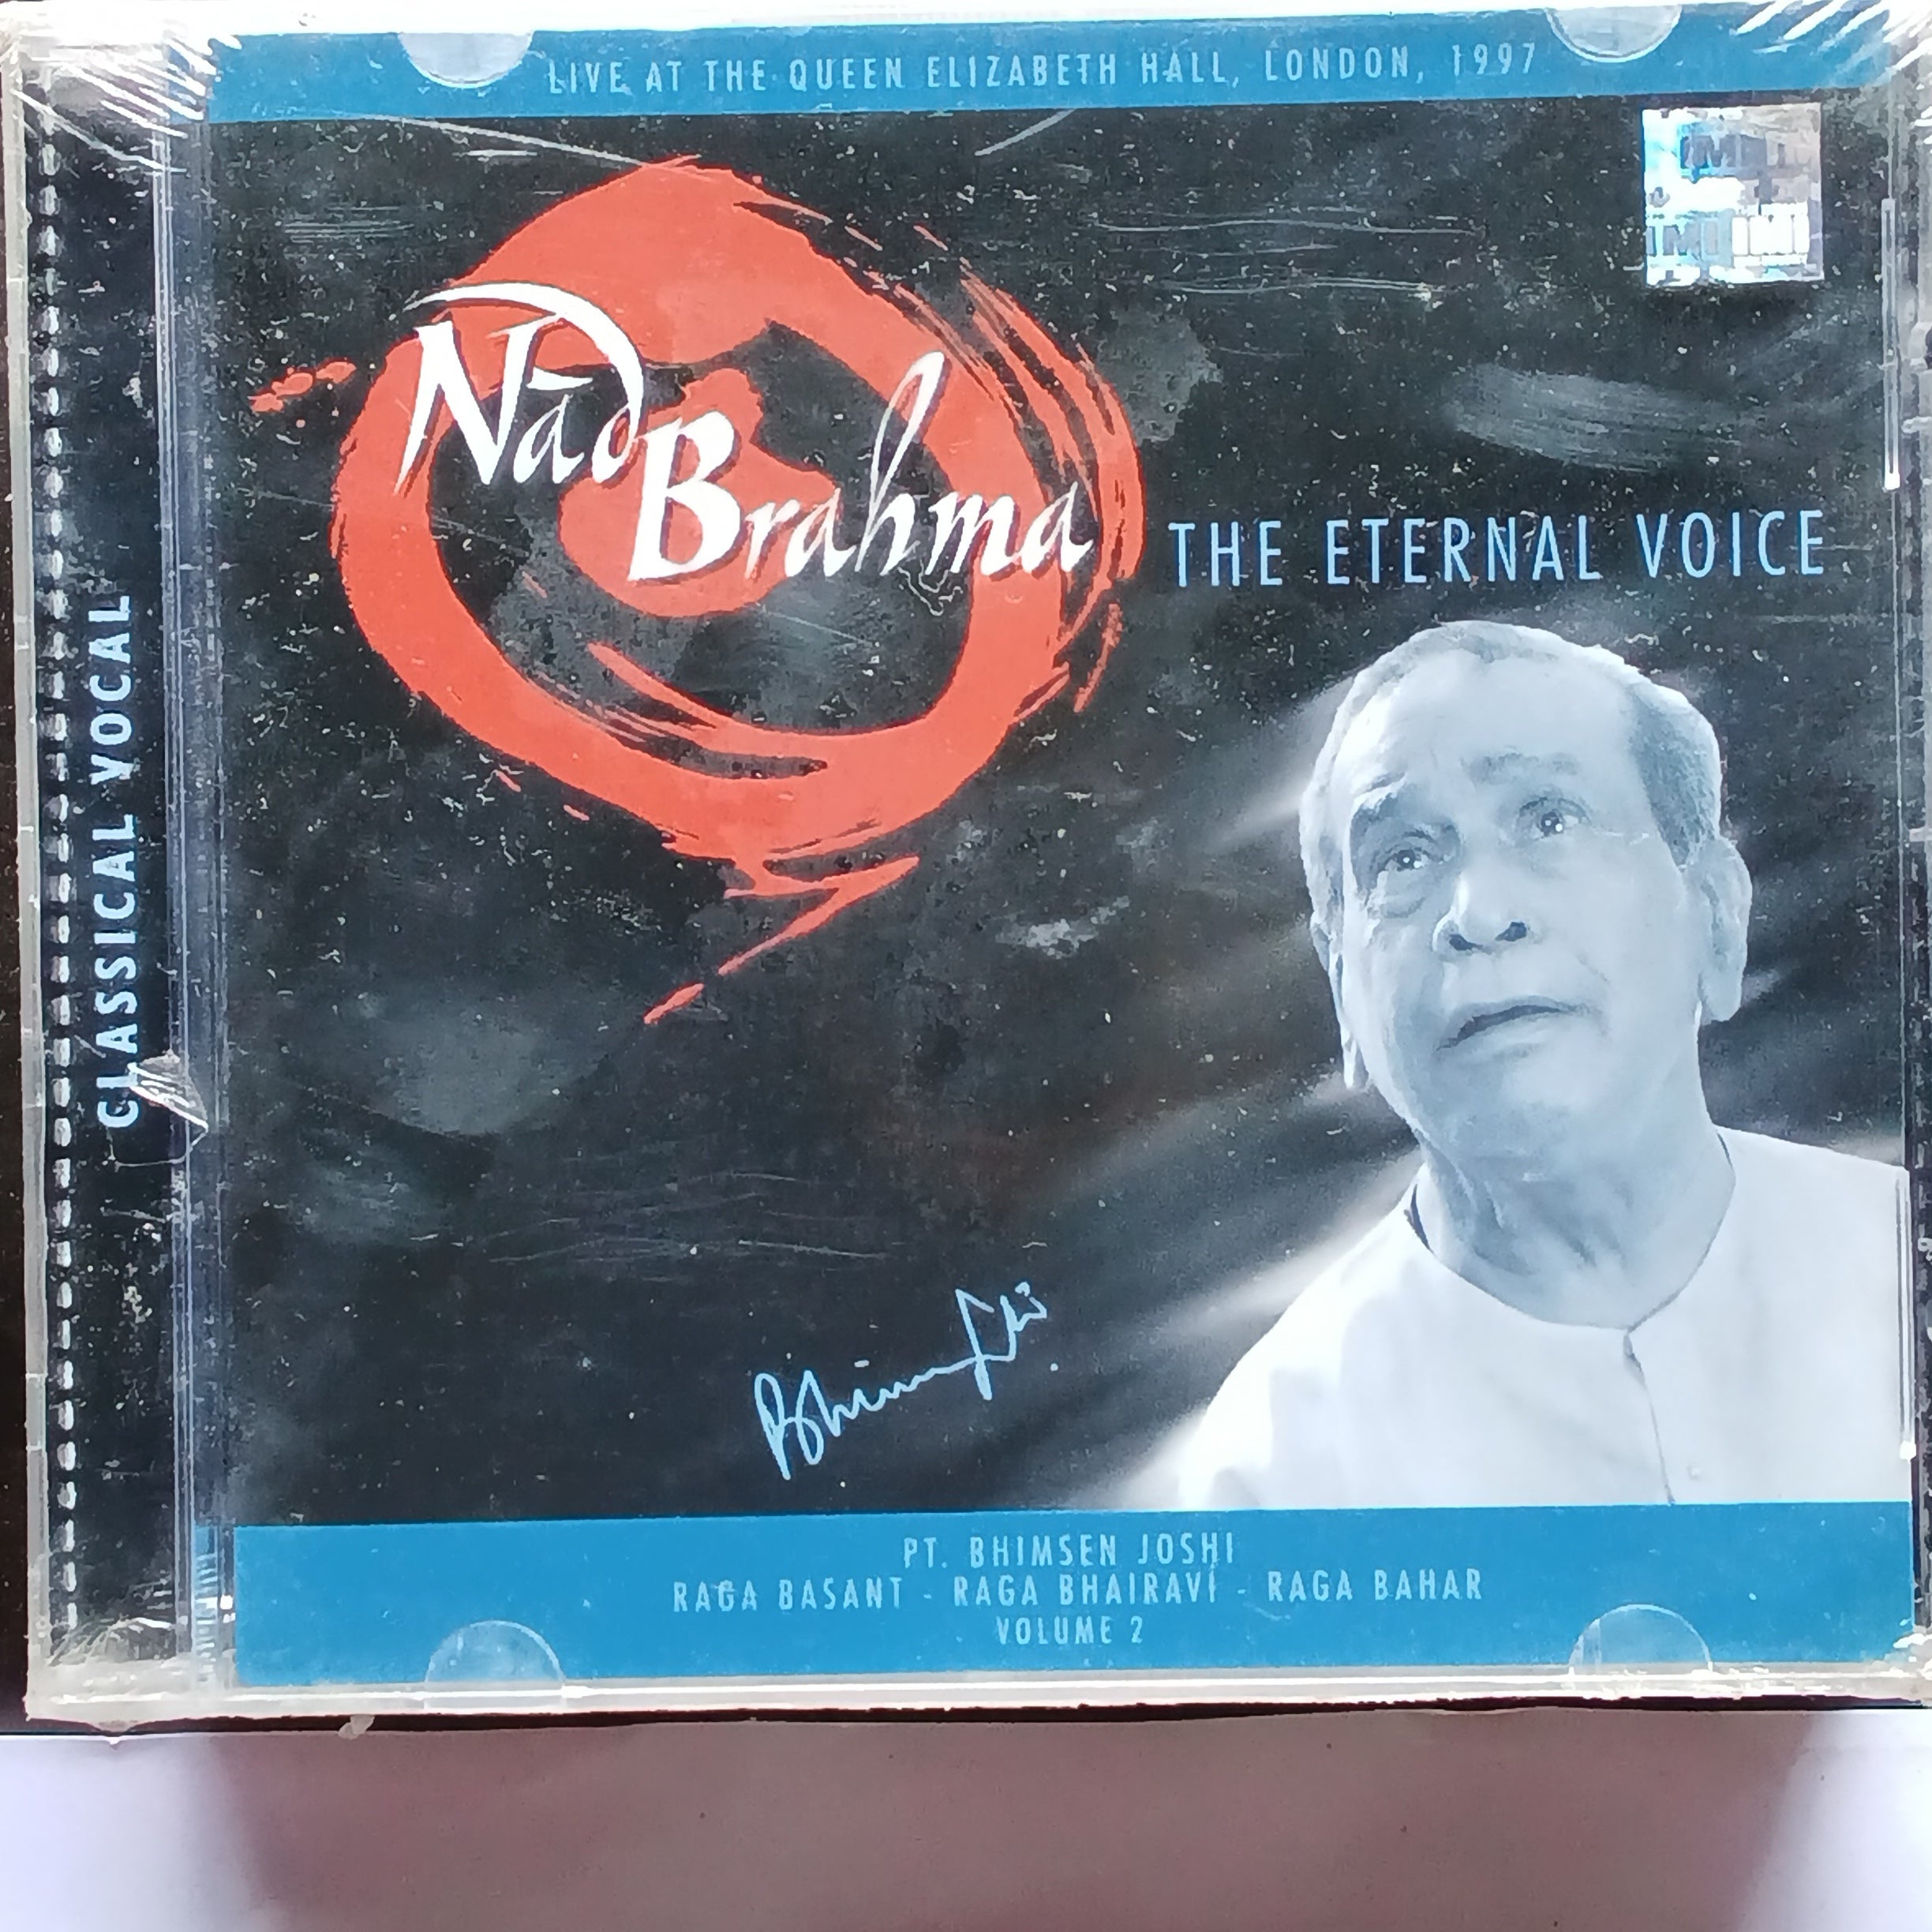 LIVE AT THE QUEEN ELIZABETH HALL, LONDON, 1997
Nād
Brahma
THE ETERNAL VOICE
CLASSICAL VOCAL
PT. BHIMSEN JOSHI
RAGA BASANT - RAGA BHAIRAVI - RAGA BAHAR
VOLUME 2